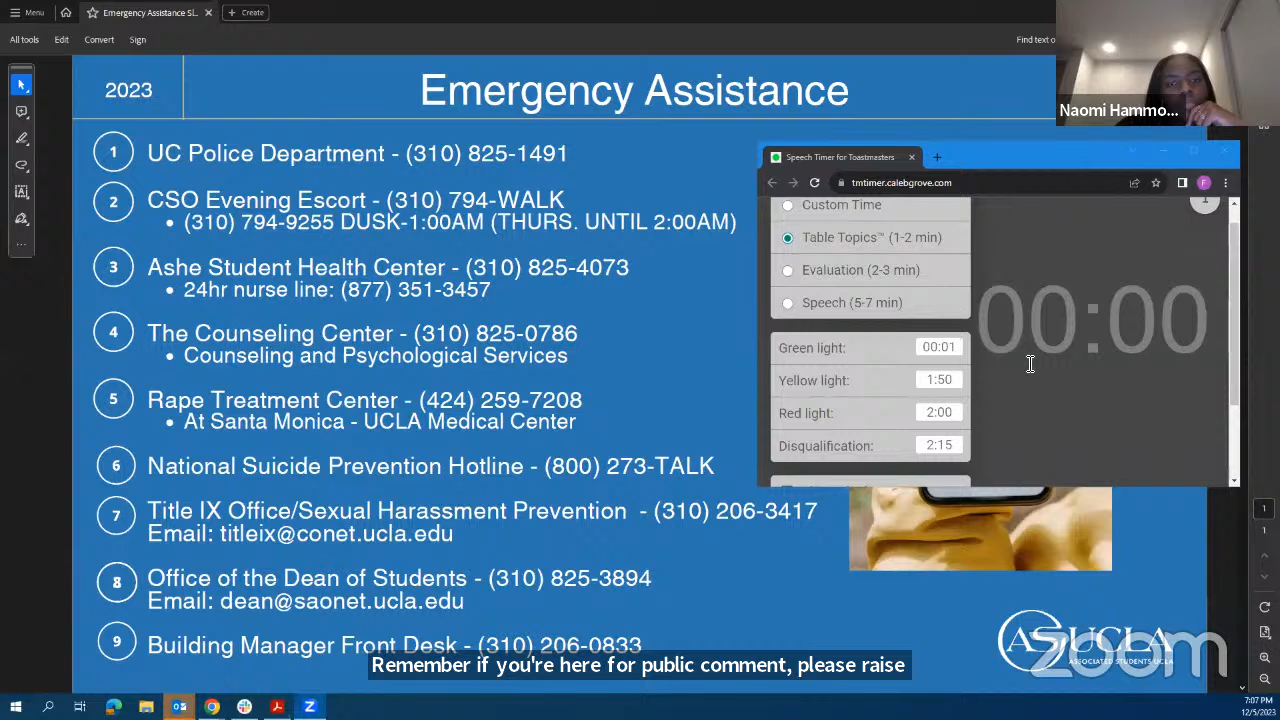 Menu
Emergency Assistance Sl...
Create
All tools
Edit
Convert
Sign
Find text o
Naomi Hammo...
2023
Emergency Assistance
1 UC Police Department - (310) 825-1491
2 CSO Evening Escort - (310) 794-WALK
• (310) 794-9255 DUSK-1:00AM (THURS. UNTIL 2:00AM)
3 Ashe Student Health Center - (310) 825-4073
• 24hr nurse line: (877) 351-3457
4 The Counseling Center - (310) 825-0786
• Counseling and Psychological Services
5 Rape Treatment Center - (424) 259-7208
• At Santa Monica - UCLA Medical Center
6 National Suicide Prevention Hotline - (800) 273-TALK
7 Title IX Office/Sexual Harassment Prevention - (310) 206-3417
Email: titleix@conet.ucla.edu
8 Office of the Dean of Students - (310) 825-3894
Email: dean@saonet.ucla.edu
9 Building Manager Front Desk - (310) 206-0833
Speech Timer for Toastmasters
tmtimer.calebgrove.com
F
Custom Time
Table Topics™ (1-2 min)
Evaluation (2-3 min)
Speech (5-7 min)
Green light: 00:01
Yellow light: 1:50
Red light: 2:00
Disqualification: 2:15
00:00
1
1
ASUCLA
ASSOCIATED STUDENTS UCLA
zoom
Remember if you're here for public comment, please raise
7:07 PM
12/5/2023